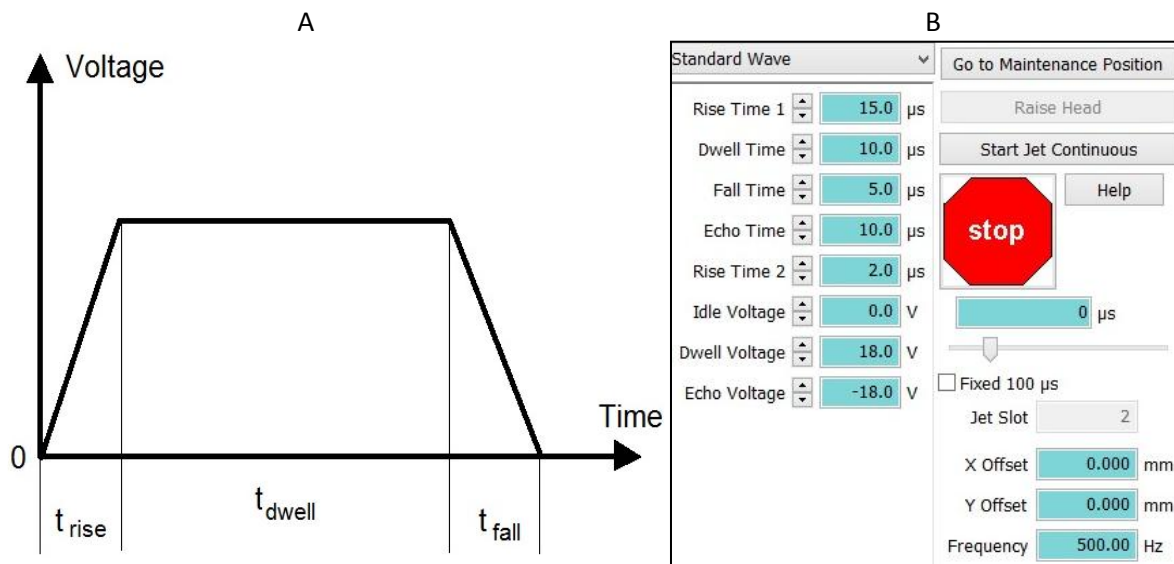 A
Voltage
0
Time
t rise
t dwell
t fall
B
Standard Wave
Rise Time 1 15.0 µs
Dwell Time 10.0 µs
Fall Time 5.0 µs
Echo Time 10.0 µs
Rise Time 2 2.0 µs
Idle Voltage 0.0 V
Dwell Voltage 18.0 V
Echo Voltage -18.0 V
Go to Maintenance Position
Raise Head
Start Jet Continuous
stop
Help
0 µs
Fixed 100 µs
Jet Slot 2
X Offset 0.000 mm
Y Offset 0.000 mm
Frequency 500.00 Hz